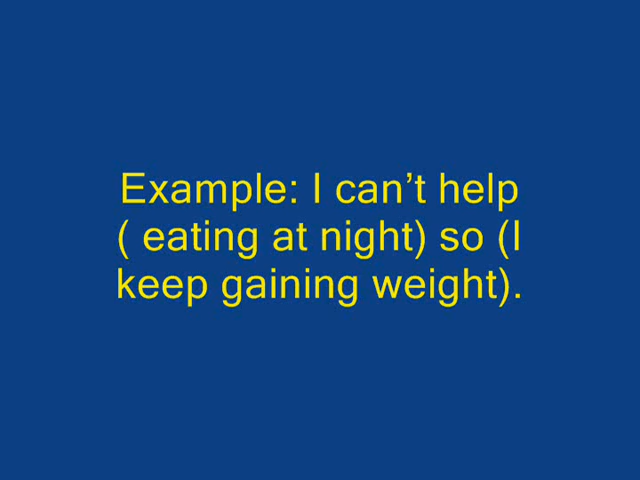 Example: I can’t help
( eating at night) so (I
keep gaining weight).